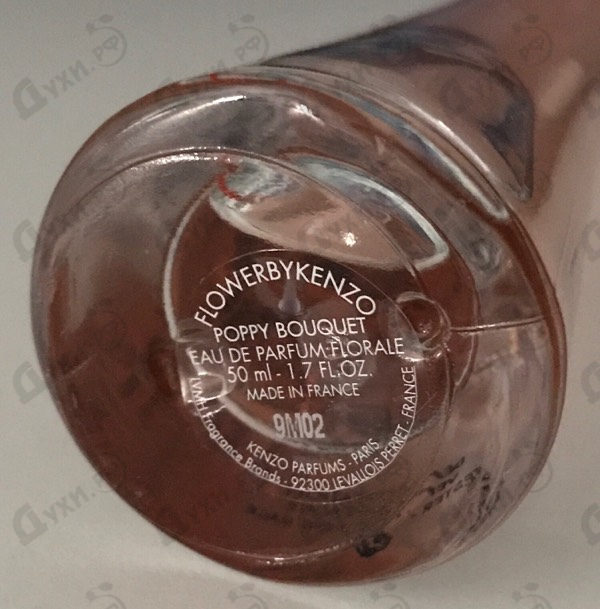 FLOWERBYKENZO
POPPY BOUQUET
EAU DE PARFUM·FLORALE
50 ml - 1.7 FL.OZ.
MADE IN FRANCE
9M02
KENZO PARFUMS - PARIS
LVMH Fragrance Brands - 92300 LEVALLOIS PERRET - FRANCE
Духи.рф